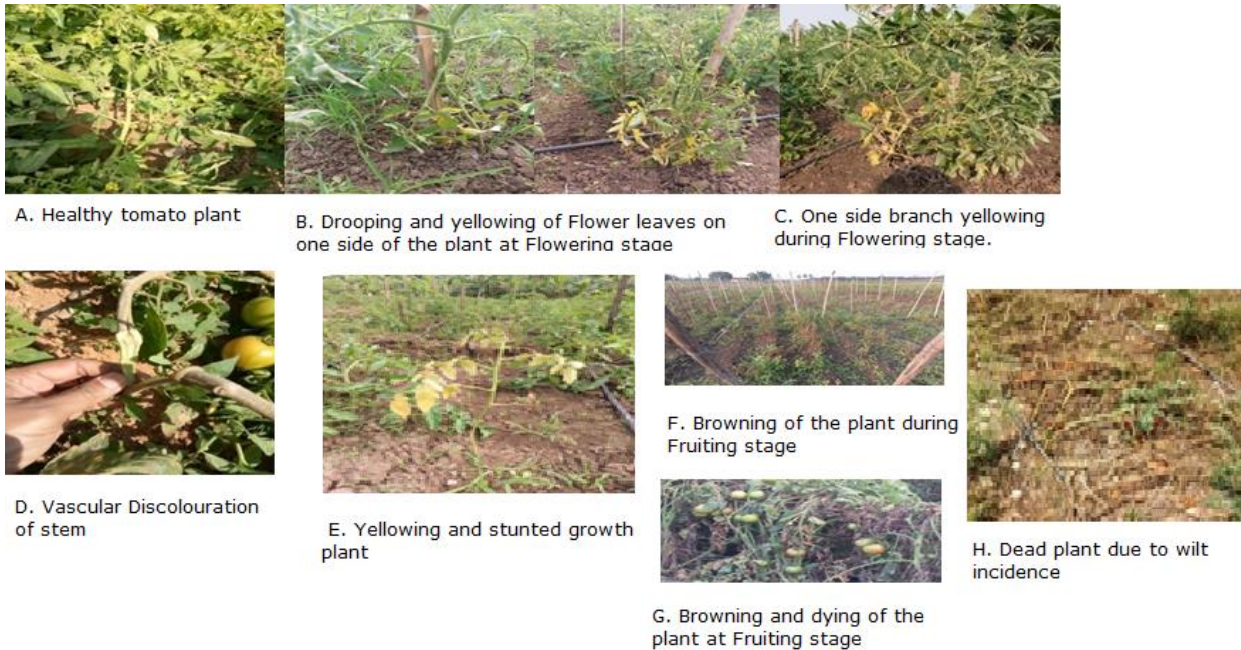 A. Healthy tomato plant
B. Drooping and yellowing of Flower leaves on
one side of the plant at Flowering stage
C. One side branch yellowing
during Flowering stage.
D. Vascular Discolouration
of stem
E. Yellowing and stunted growth
plant
F. Browning of the plant during
Fruiting stage
G. Browning and dying of the
plant at Fruiting stage
H. Dead plant due to wilt
incidence